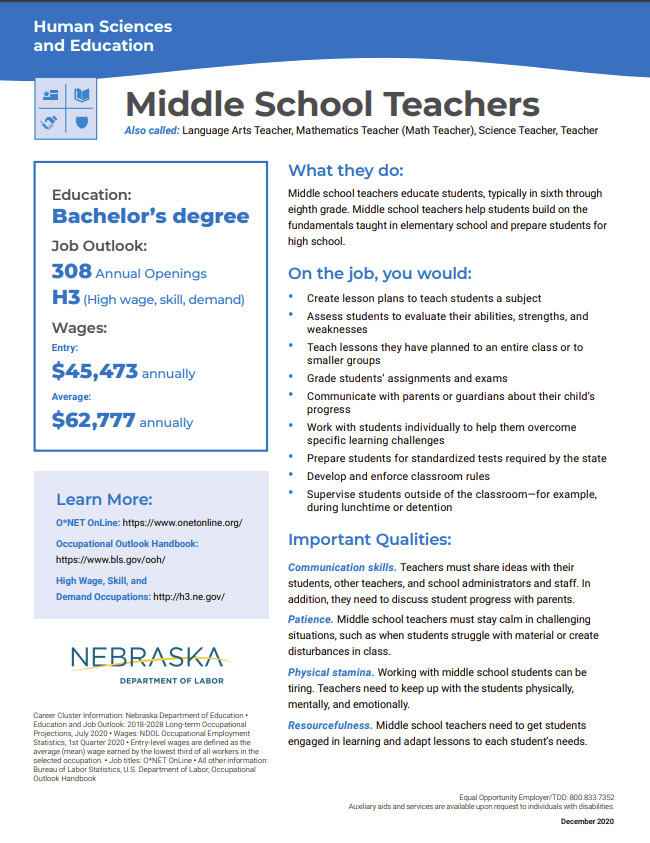 Human Sciences
and Education
Middle School Teachers
Also called: Language Arts Teacher, Mathematics Teacher (Math Teacher), Science Teacher, Teacher
Education:
Bachelor's degree
Job Outlook:
308 Annual Openings
H3 (High wage, skill, demand)
Wages:
Entry:
$45,473 annually
Average:
$62,777 annually
Learn More:
O*NET OnLine: https://www.onetonline.org/
Occupational Outlook Handbook:
https://www.bls.gov/ooh/
High Wage, Skill, and
Demand Occupations: http://h3.ne.gov/
NEBRASKA
DEPARTMENT OF LABOR
Career Cluster Information: Nebraska Department of Education •
Education and Job Outlook: 2018-2028 Long-term Occupational
Projections, July 2020 • Wages: NDOL Occupational Employment
Statistics, 1st Quarter 2020 • Entry-level wages are defined as the
average (mean) wage earned by the lowest third of all workers in the
selected occupation. • Job titles: O*NET OnLine • All other information:
Bureau of Labor Statistics, U.S. Department of Labor, Occupational
Outlook Handbook
What they do:
Middle school teachers educate students, typically in sixth through
eighth grade. Middle school teachers help students build on the
fundamentals taught in elementary school and prepare students for
high school.
On the job, you would:
• Create lesson plans to teach students a subject
• Assess students to evaluate their abilities, strengths, and
weaknesses
• Teach lessons they have planned to an entire class or to
smaller groups
• Grade students' assignments and exams
• Communicate with parents or guardians about their child's
progress
• Work with students individually to help them overcome
specific learning challenges
• Prepare students for standardized tests required by the state
• Develop and enforce classroom rules
• Supervise students outside of the classroom—for example,
during lunchtime or detention
Important Qualities:
Communication skills. Teachers must share ideas with their
students, other teachers, and school administrators and staff. In
addition, they need to discuss student progress with parents.
Patience. Middle school teachers must stay calm in challenging
situations, such as when students struggle with material or create
disturbances in class.
Physical stamina. Working with middle school students can be
tiring. Teachers need to keep up with the students physically,
mentally, and emotionally.
Resourcefulness. Middle school teachers need to get students
engaged in learning and adapt lessons to each student's needs.
Equal Opportunity Employer/TDD: 800.833.7352
Auxiliary aids and services are available upon request to individuals with disabilities.
December 2020